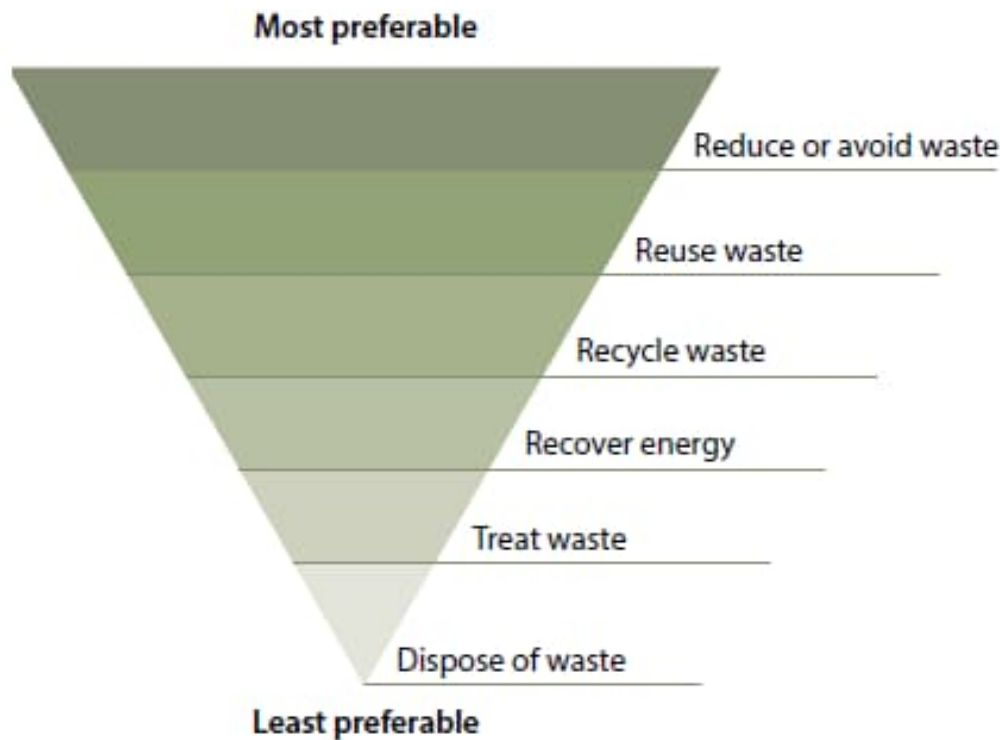 Most preferable
Reduce or avoid waste
Reuse waste
Recycle waste
Recover energy
Treat waste
Dispose of waste
Least preferable